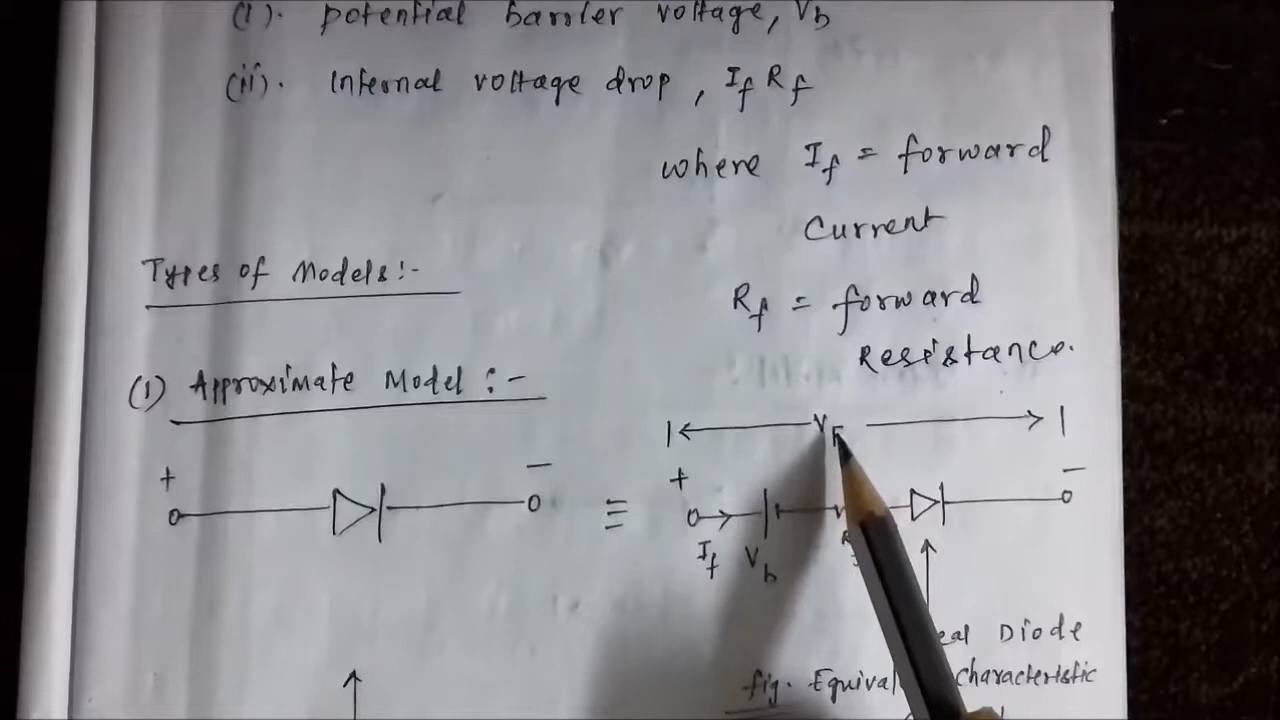 (i). potential barrier voltage, Vb
(ii). Internal voltage drop, If Rf
where If = forward
Current
Rf = forward
Resistance.
Types of Models:-
(1) Approximate Model :-
VF
+ - ≡ + -
If Vb
Diode
fig. Characteristic